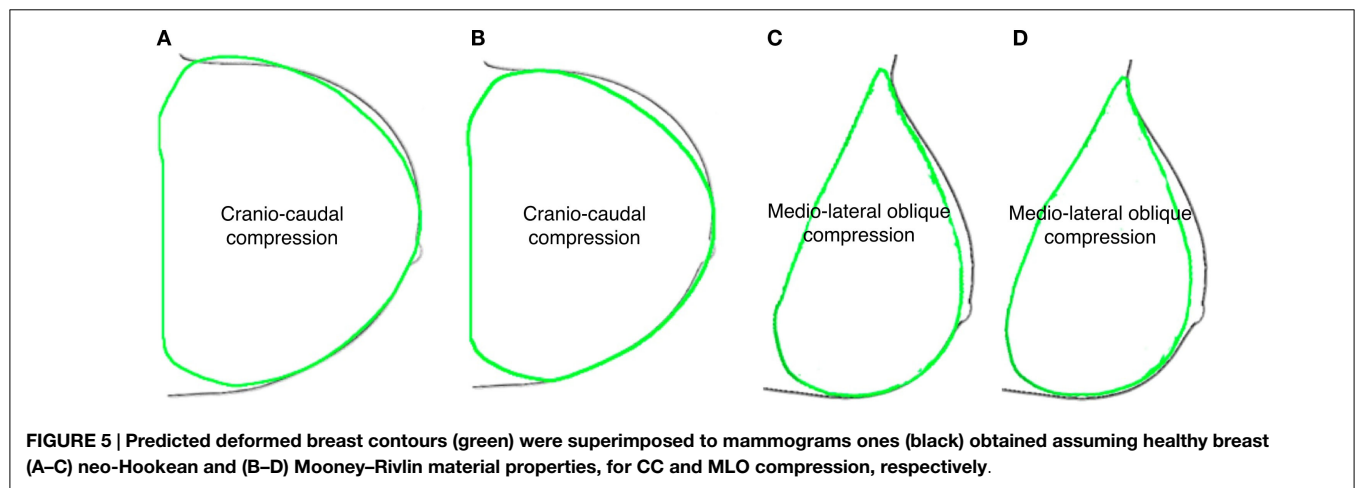 A
B
C
D
Cranio-caudal
compression
Cranio-caudal
compression
Medio-lateral oblique
compression
Medio-lateral oblique
compression
FIGURE 5 | Predicted deformed breast contours (green) were superimposed to mammograms ones (black) obtained assuming healthy breast
(A–C) neo-Hookean and (B–D) Mooney–Rivlin material properties, for CC and MLO compression, respectively.